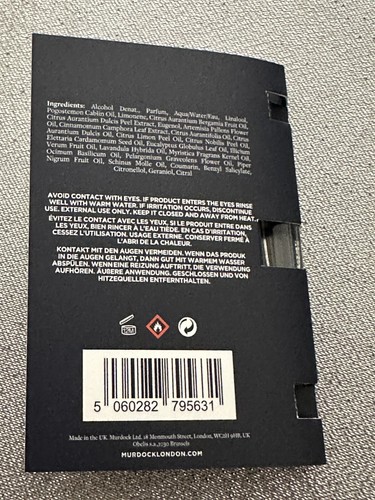 Ingredients: Alcohol Denat., Parfum, Aqua/Water/Eau, Linalool,
Pogostemon Cablin Oil, Limonene, Citrus Aurantium Bergamia Fruit Oil,
Citrus Aurantium Dulcis Peel Extract, Eugenol, Artemisia Pallens Flower
Oil, Cinnamomum Camphora Leaf Extract, Citrus Aurantifolia Oil, Citrus
Aurantium Dulcis Oil, Citrus Limon Peel Oil, Citrus Nobilis Peel Oil,
Elettaria Cardamomum Seed Oil, Eucalyptus Globulus Leaf Oil, Illicium
Verum Fruit Oil, Lavandula Hybrida Oil, Myristica Fragrans Kernel Oil,
Ocimum Basilicum Oil, Pelargonium Graveolens Flower Oil, Piper
Nigrum Fruit Oil, Schinus Molle Oil, Coumarin, Benzyl Salicylate,
Citronellol, Geraniol, Citral
AVOID CONTACT WITH EYES. IF PRODUCT ENTERS THE EYES RINSE
WELL WITH WARM WATER. IF IRRITATION OCCURS, DISCONTINUE
USE. EXTERNAL USE ONLY, KEEP IT CLOSED AND AWAY FROM HEAT.
ÉVITEZ LE CONTACT AVEC LES YEUX, SI LE PRODUIT ENTRE DANS
LES YEUX, BIEN RINCER À L'EAU TIÈDE. EN CAS D'IRRITATION,
CESSEZ L'UTILISATION. USAGE EXTERNE. CONSERVER FERMÉ À
L'ABRI DE LA CHALEUR.
KONTAKT MIT DEN AUGEN VERMEIDEN. WENN DAS PRODUK
IN DIE AUGEN GELANGT, DANN GUT MIT WARMEM WASSER
ABSPÜLEN. WENN EINE REIZUNG AUFTRITT, DIE VERWENDUNG
AUFHÖREN. ÄUßERE ANWENDUNG. GESCHLOSSEN UND VON
HITZEQUELLEN ENTFERNTHALTEN.
5 060282 795631
Made in the UK. Murdock Ltd, 18 Monmouth Street, London, WC2H 9HB, UK
Obelis s.a., 1030 Brussels
MURDOCKLONDON.COM